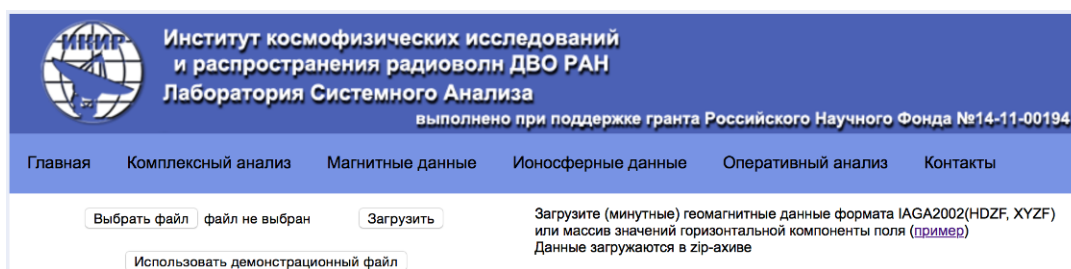 ИКИР
Институт космофизических исследований
и распространения радиоволн ДВО РАН
Лаборатория Системного Анализа
выполнено при поддержке гранта Российского Научного Фонда №14-11-00194
Главная Комплексный анализ Магнитные данные Ионосферные данные Оперативный анализ Контакты
Выбрать файл файл не выбран Загрузить
Использовать демонстрационный файл
Загрузите (минутные) геомагнитные данные формата IAGA2002(HDZF, XYZF)
или массив значений горизонтальной компоненты поля (пример)
Данные загружаются в zip-ахиве